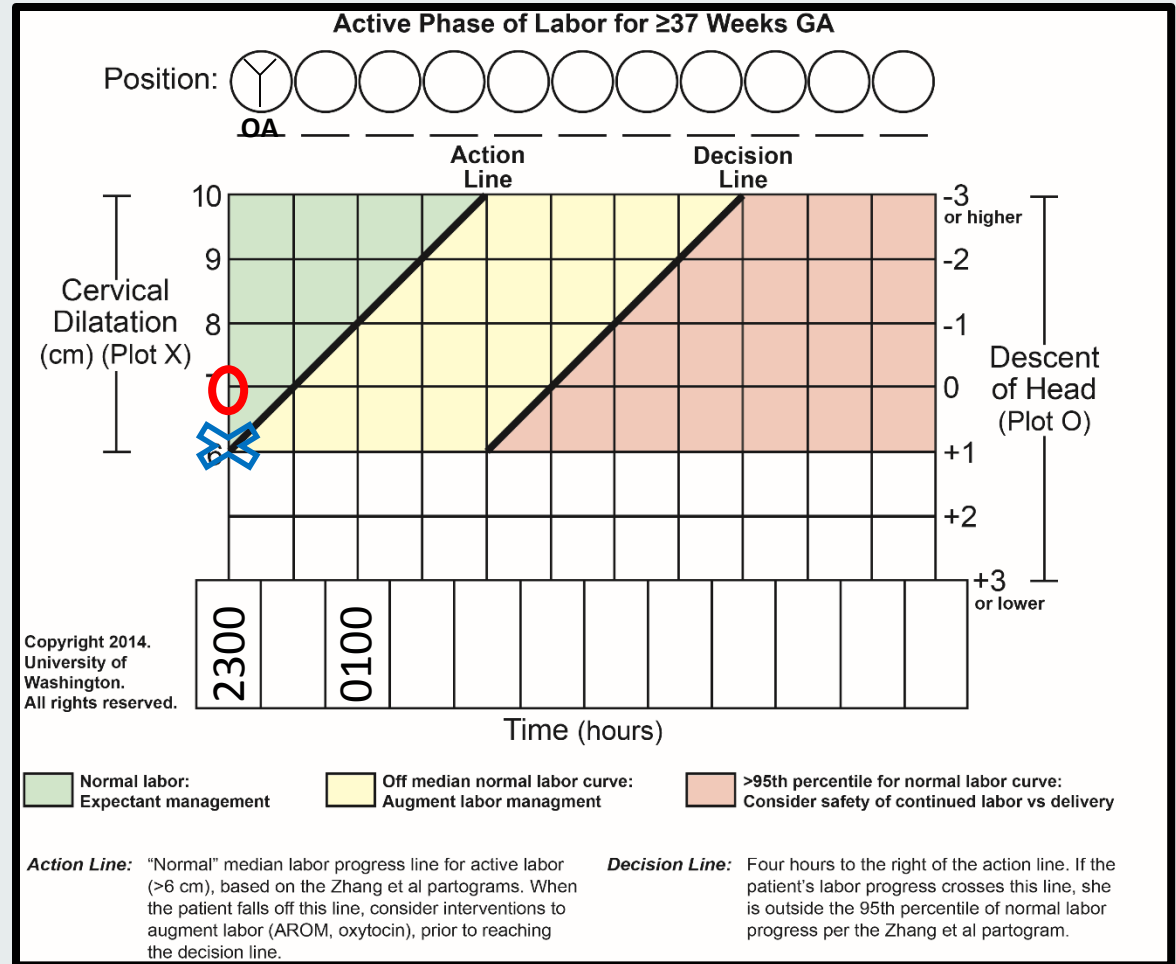 Active Phase of Labor for ≥37 Weeks GA
Position:
OA
Action
Line
Decision
Line
10
9
8
6
Cervical
Dilatation
(cm) (Plot X)
-3
or higher
-2
-1
0
+1
+2
+3
or lower
Descent
of Head
(Plot O)
2300
0100
Copyright 2014.
University of
Washington.
All rights reserved.
Time (hours)
Normal labor:
Expectant management
Off median normal labor curve:
Augment labor managment
>95th percentile for normal labor curve:
Consider safety of continued labor vs delivery
Action Line: “Normal” median labor progress line for active labor
(>6 cm), based on the Zhang et al partograms. When
the patient falls off this line, consider interventions to
augment labor (AROM, oxytocin), prior to reaching
the decision line.
Decision Line: Four hours to the right of the action line. If the
patient’s labor progress crosses this line, she
is outside the 95th percentile of normal labor
progress per the Zhang et al partogram.